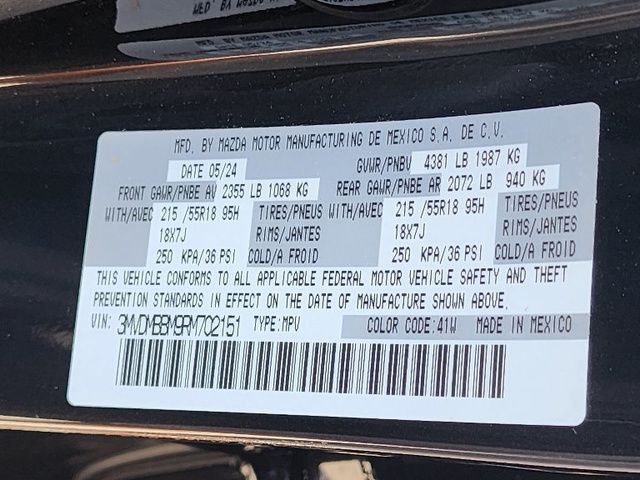 MFD. BY MAZDA MOTOR MANUFACTURING DE MEXICO S.A. DE C.V.
DATE 05/24 GVWR/PNBV 4381 LB 1987 KG
FRONT GAWR/PNBE AV 2355 LB 1068 KG REAR GAWR/PNBE AR 2072 LB 940 KG
WITH/AVEC 215 /55R18 95H TIRES/PNEUS WITH/AVEC 215 /55R18 95H TIRES/PNEUS
18X7J RIMS/JANTES 18X7J RIMS/JANTES
250 KPA/36 PSI COLD/A FROID 250 KPA/36 PSI COLD/A FROID
THIS VEHICLE CONFORMS TO ALL APPLICABLE FEDERAL MOTOR VEHICLE SAFETY AND THEFT
PREVENTION STANDARDS IN EFFECT ON THE DATE OF MANUFACTURE SHOWN ABOVE.
VIN: 3MVDMBBM9RM702151 TYPE:MPV COLOR CODE:41W MADE IN MEXICO